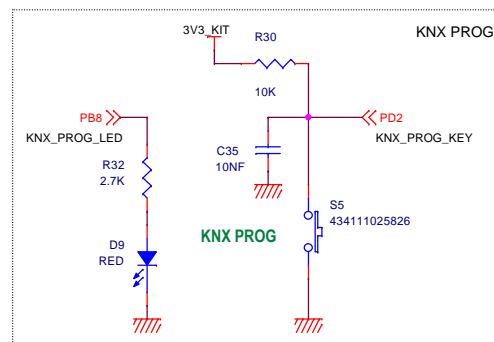 KNX PROG
3V3_KIT
R30
10K
PB8
KNX_PROG_LED
PD2
KNX_PROG_KEY
C35
10NF
R32
2.7K
S5
434111025826
KNX PROG
D9
RED